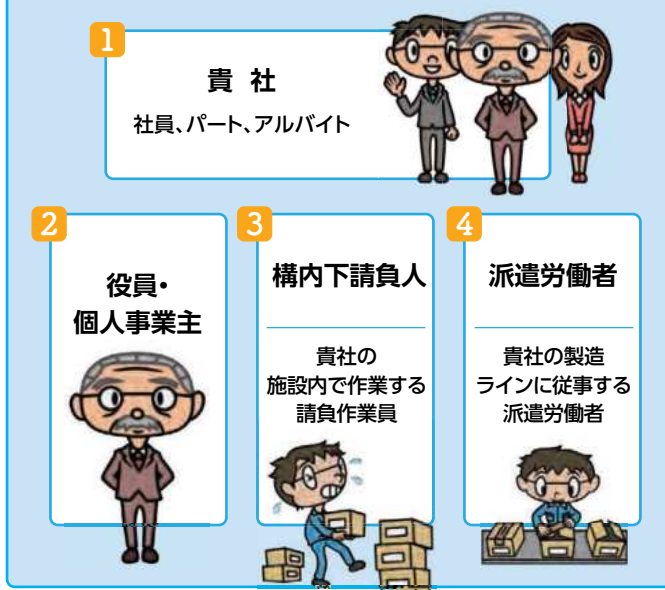 1
貴 社
社員、パート、アルバイト
2
役員・
個人事業主
3
構内下請負人
貴社の
施設内で作業する
請負作業員
4
派遣労働者
貴社の製造
ラインに従事する
派遣労働者